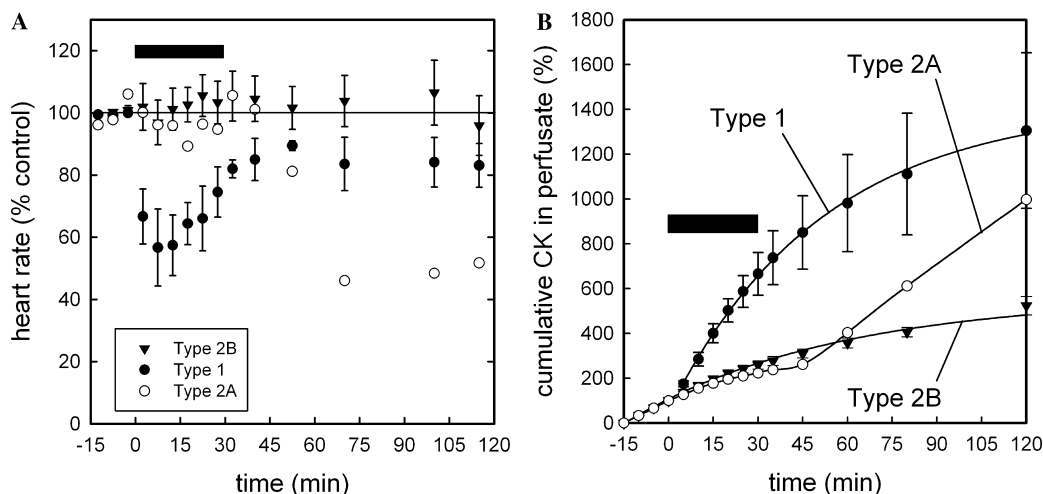 A
heart rate (% control)
120
100
80
60
40
20
0
Type 2B
Type 1
Type 2A
-15 0 15 30 45 60 75 90 105 120
time (min)
B
cumulative CK in perfusate (%)
1800
1600
1400
1200
1000
800
600
400
200
0
Type 2A
Type 1
Type 2B
-15 0 15 30 45 60 75 90 105 120
time (min)